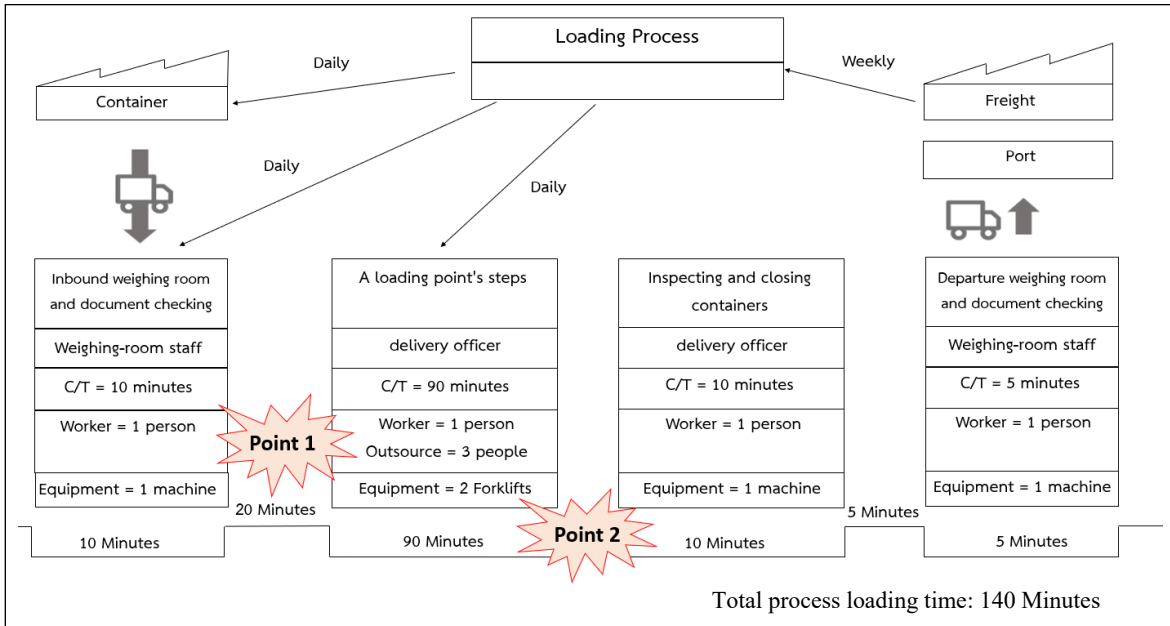 Loading Process
Daily
Weekly
Container
Freight
Port
Daily
Daily
Inbound weighing room
and document checking
Weighing-room staff
C/T = 10 minutes
Worker = 1 person
Equipment = 1 machine
Point 1
A loading point's steps
delivery officer
C/T = 90 minutes
Worker = 1 person
Outsource = 3 people
Equipment = 2 Forklifts
Point 2
Inspecting and closing
containers
delivery officer
C/T = 10 minutes
Worker = 1 person
Equipment = 1 machine
Departure weighing room
and document checking
Weighing-room staff
C/T = 5 minutes
Worker = 1 person
Equipment = 1 machine
20 Minutes
5 Minutes
10 Minutes
90 Minutes
10 Minutes
5 Minutes
Total process loading time: 140 Minutes